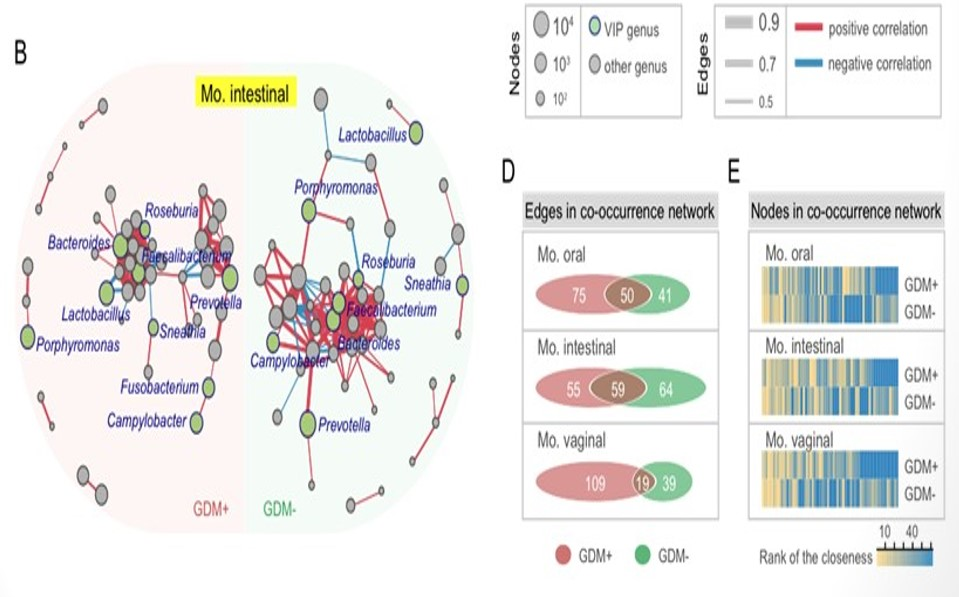 B
Mo. intestinal
Lactobacillus
Porphyromonas
Roseburia
Bacteroides
Faecalibacterium
Roseburia
Sneathia
Prevotella
Lactobacillus
Faecalibacterium
Sneathia
Porphyromonas
Bacteroides
Campylobacter
Fusobacterium
Campylobacter
Prevotella
GDM+
GDM-
Nodes
10⁴
10³
10²
VIP genus
other genus
Edges
0.9
0.7
0.5
positive correlation
negative correlation
D
Edges in co-occurrence network
Mo. oral
75 50 41
Mo. intestinal
55 59 64
Mo. vaginal
109 19 39
GDM+ GDM-
E
Nodes in co-occurrence network
Mo. oral
GDM+
GDM-
Mo. intestinal
GDM+
GDM-
Mo. vaginal
GDM+
GDM-
10 40
Rank of the closeness